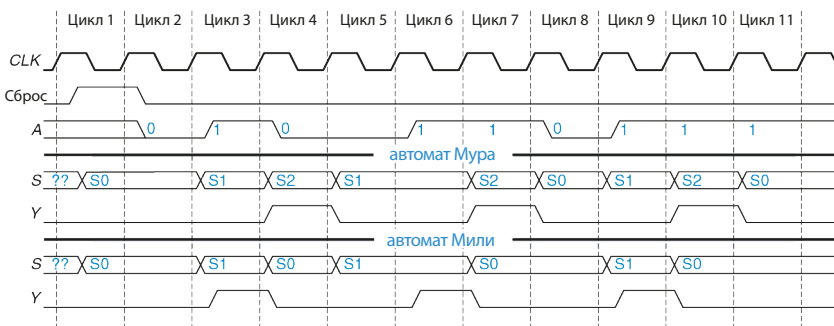 Цикл 1 Цикл 2 Цикл 3 Цикл 4 Цикл 5 Цикл 6 Цикл 7 Цикл 8 Цикл 9 Цикл 10 Цикл 11
CLK
Сброс
A 0 1 0 1 1 0 1 1 1
автомат Мура
S ?? S0 S1 S2 S1 S2 S0 S1 S2 S0
Y
автомат Мили
S ?? S0 S1 S0 S1 S0 S1 S0
Y